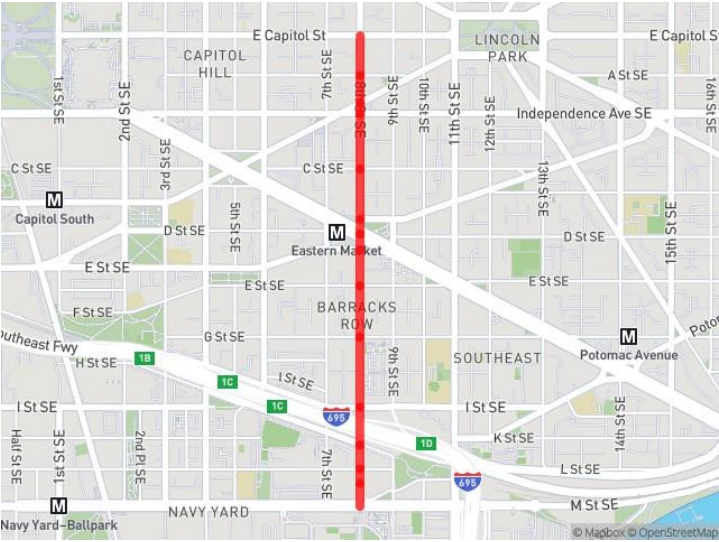 E Capitol St
LINCOLN
PARK
E Capitol S
CAPITOL
HILL
7th St SE
8th St SE
1st St SE
2nd St SE
9th St SE
10th St SE
11th St SE
12th St SE
A St SE
16th St SE
Independence Ave SE
C St SE
3rd St SE
C St SE
13th St SE
M
Capitol South
5th St SE
D St SE
M
Eastern Market
D St SE
15th St SE
E St SE
E St SE
E St SE
F St SE
BARRACKS
ROW
G St SE
outheast Fwy
1B
H St SE
9th St SE
SOUTHEAST
M
Potomac Avenue
Poto
1C
I St SE
1C
I St SE
695
I St SE
14th St SE
Half St SE
1st St SE
2nd Pl SE
7th St SE
1D
K St SE
L St SE
695
M
Navy Yard–Ballpark
NAVY YARD
M St SE
© Mapbox © OpenStreetMap